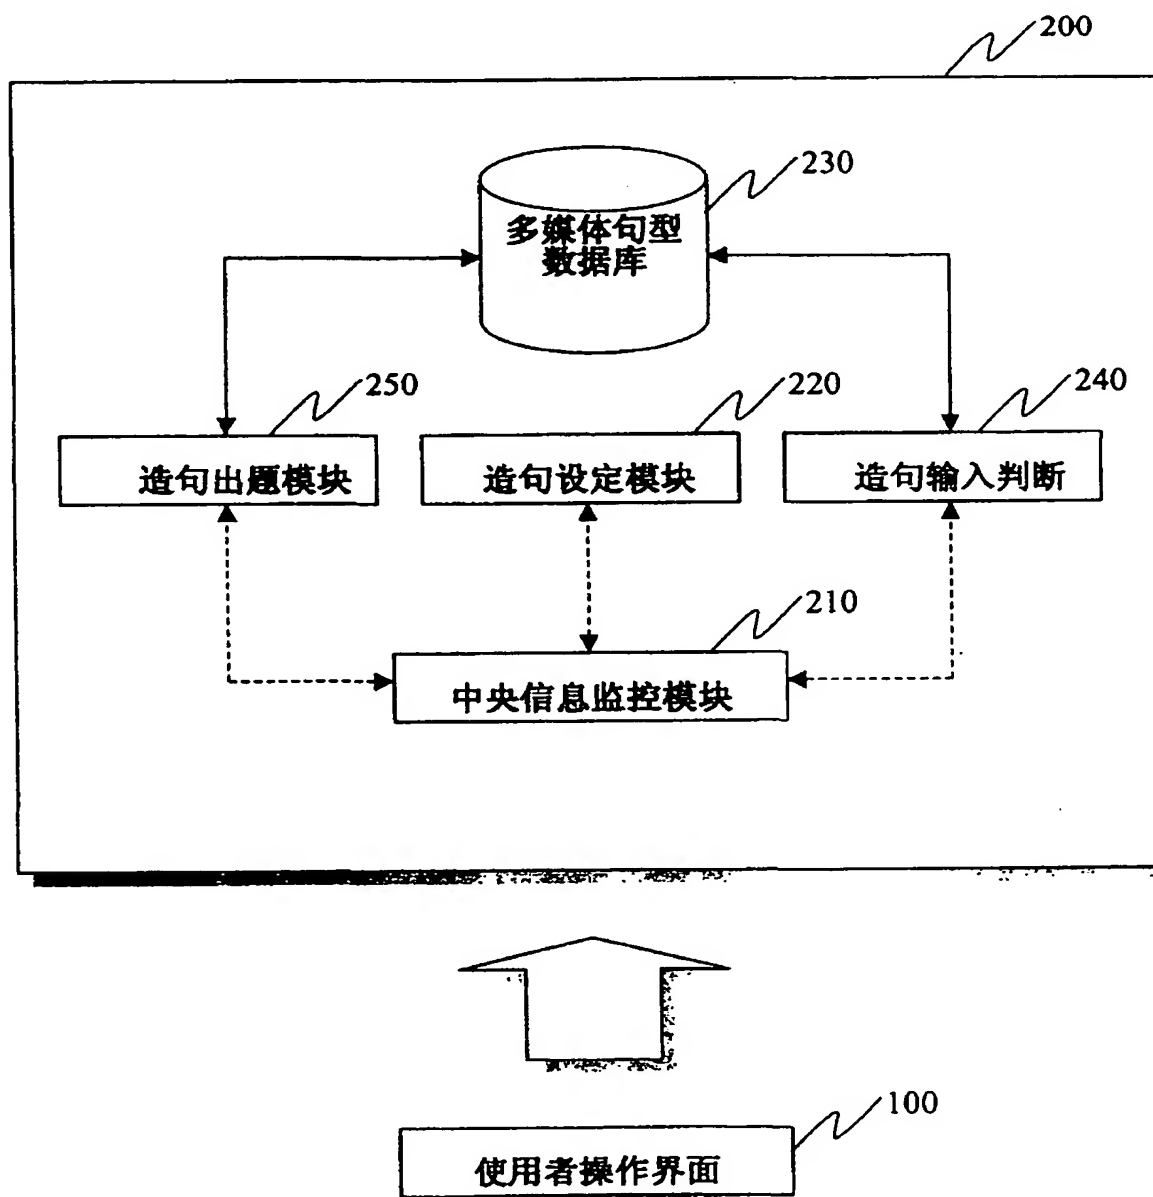 200
230
多媒体句型
数据库
250
220
240
造句出题模块
造句设定模块
造句输入判断
210
中央信息监控模块
100
使用者操作界面